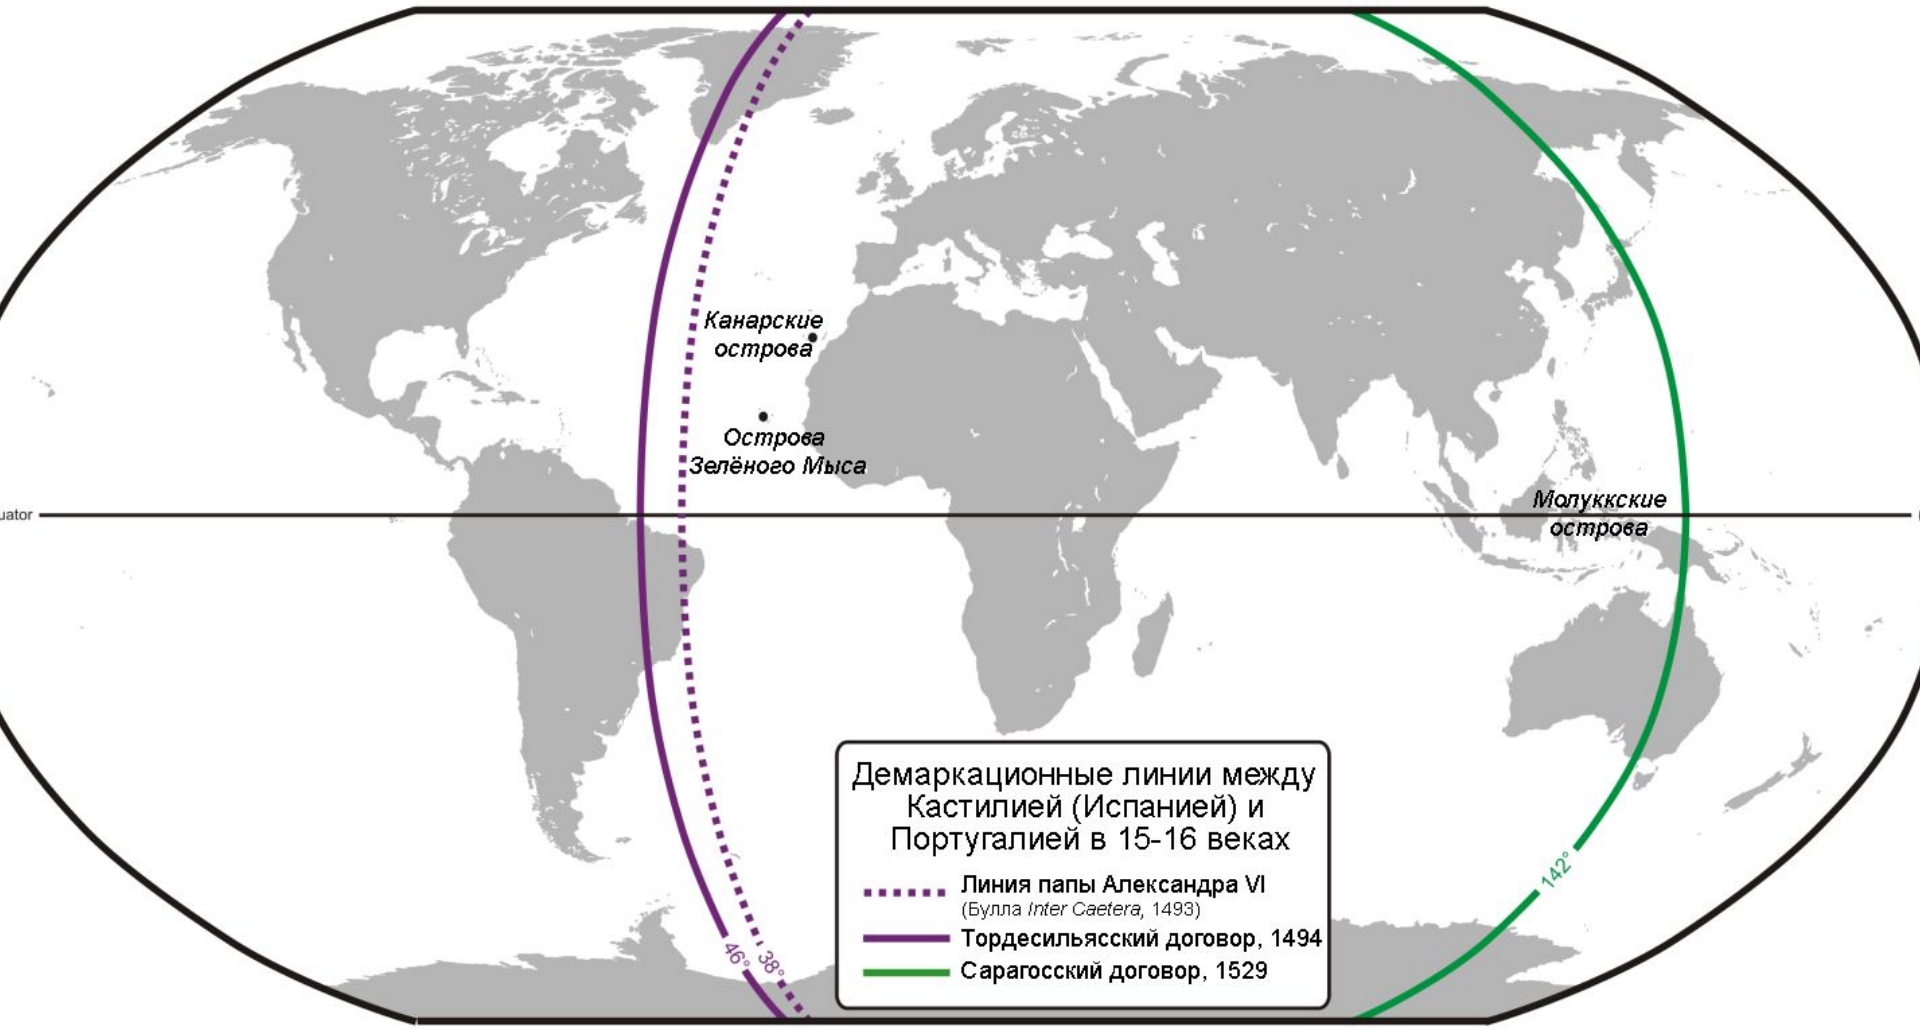 Канарские
острова
Острова
Зелёного Мыса
uator
Молуккские
острова
Демаркационные линии между
Кастилией (Испанией) и
Португалией в 15-16 веках
Линия папы Александра VI
(Булла Inter Caetera, 1493)
Тордесильясский договор, 1494
Сарагосский договор, 1529
142°
46°
38°